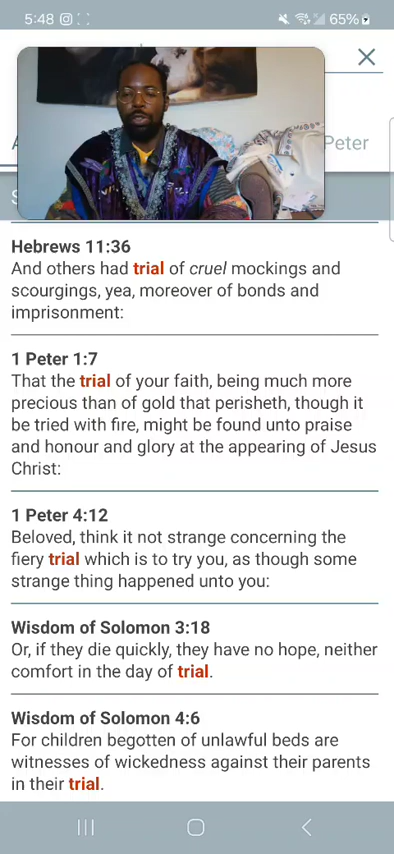 5:48 65%
Peter
S
Hebrews 11:36
And others had trial of cruel mockings and
scourgings, yea, moreover of bonds and
imprisonment:
1 Peter 1:7
That the trial of your faith, being much more
precious than of gold that perisheth, though it
be tried with fire, might be found unto praise
and honour and glory at the appearing of Jesus
Christ:
1 Peter 4:12
Beloved, think it not strange concerning the
fiery trial which is to try you, as though some
strange thing happened unto you:
Wisdom of Solomon 3:18
Or, if they die quickly, they have no hope, neither
comfort in the day of trial.
Wisdom of Solomon 4:6
For children begotten of unlawful beds are
witnesses of wickedness against their parents
in their trial.